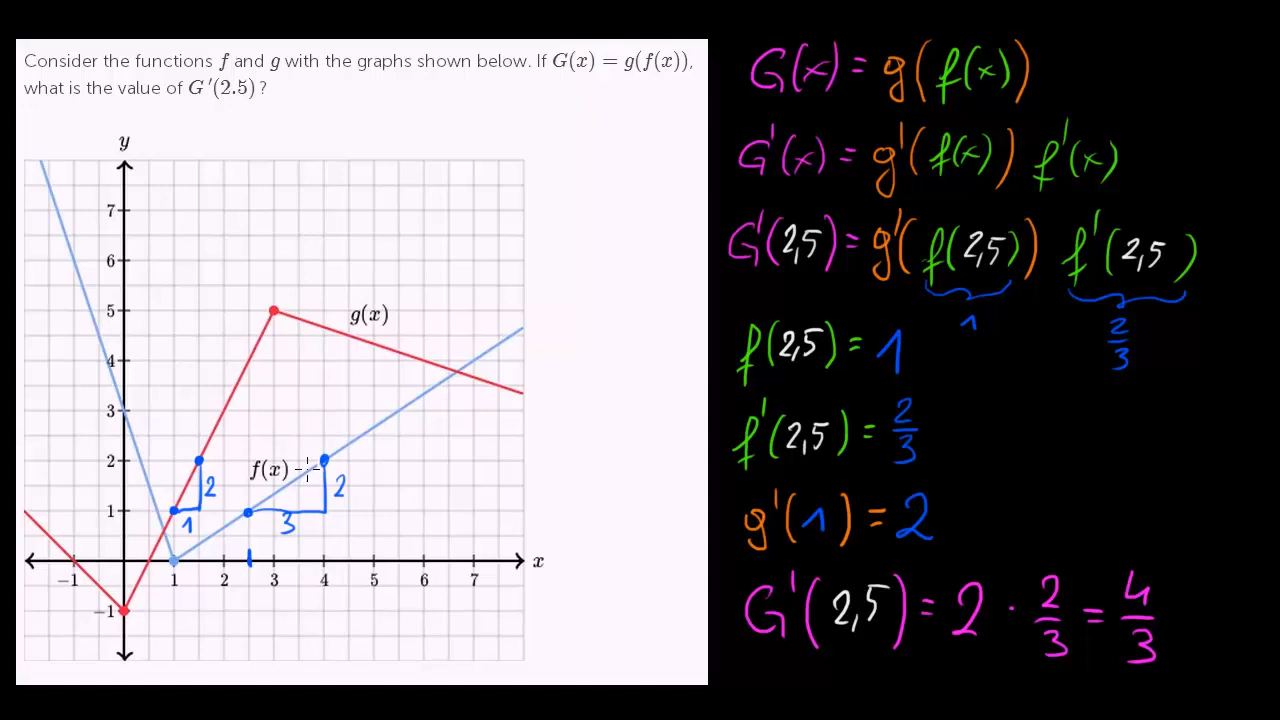 Consider the functions f and g with the graphs shown below. If G(x) = g(f(x)),
what is the value of G'(2.5)?
y
7
6
5
4
3
2
1
−1
−1
1
2
3
4
5
6
7
x
g(x)
f(x)
2
1
2
3
G(x) = g(f(x))
G'(x) = g'(f(x)) f'(x)
G'(2,5) = g'(f(2,5)) f'(2,5)
1
2/3
f(2,5) = 1
f'(2,5) = 2/3
g'(1) = 2
G'(2,5) = 2 · 2/3 = 4/3